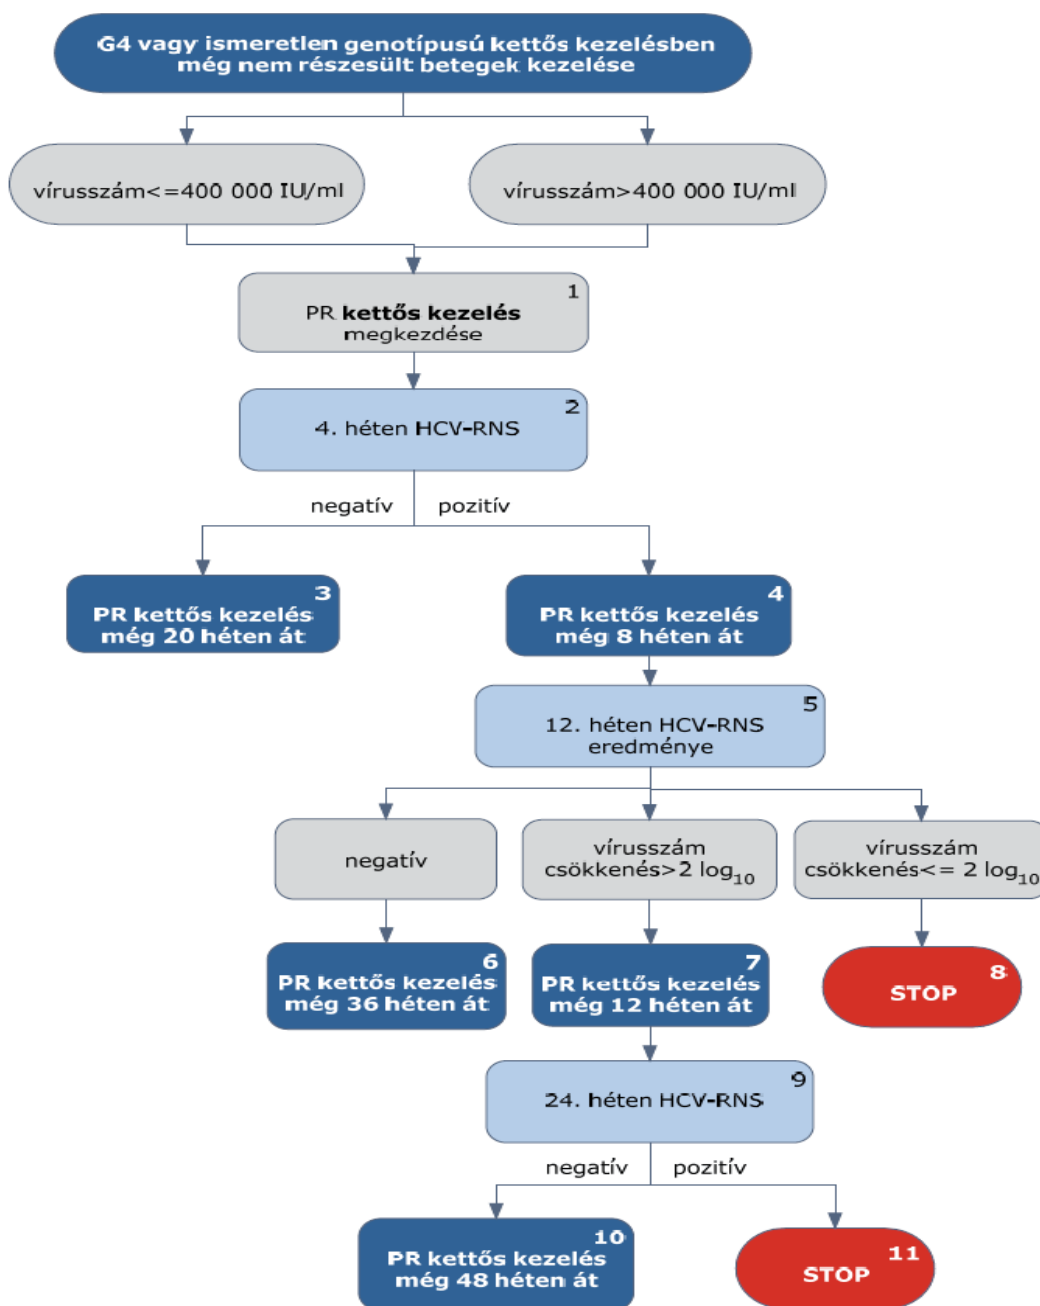 G4 vagy ismeretlen genotípusú kettős kezelésben
még nem részesült betegek kezelése
vírusszám<=400 000 IU/ml
vírusszám>400 000 IU/ml
1
PR kettős kezelés
megkezdése
2
4. héten HCV-RNS
negatív
pozitív
3
PR kettős kezelés
még 20 héten át
4
PR kettős kezelés
még 8 héten át
5
12. héten HCV-RNS
eredménye
negatív
vírusszám
csökkenés>2 log10
vírusszám
csökkenés<= 2 log10
6
PR kettős kezelés
még 36 héten át
7
PR kettős kezelés
még 12 héten át
8
STOP
9
24. héten HCV-RNS
negatív
pozitív
10
PR kettős kezelés
még 48 héten át
11
STOP